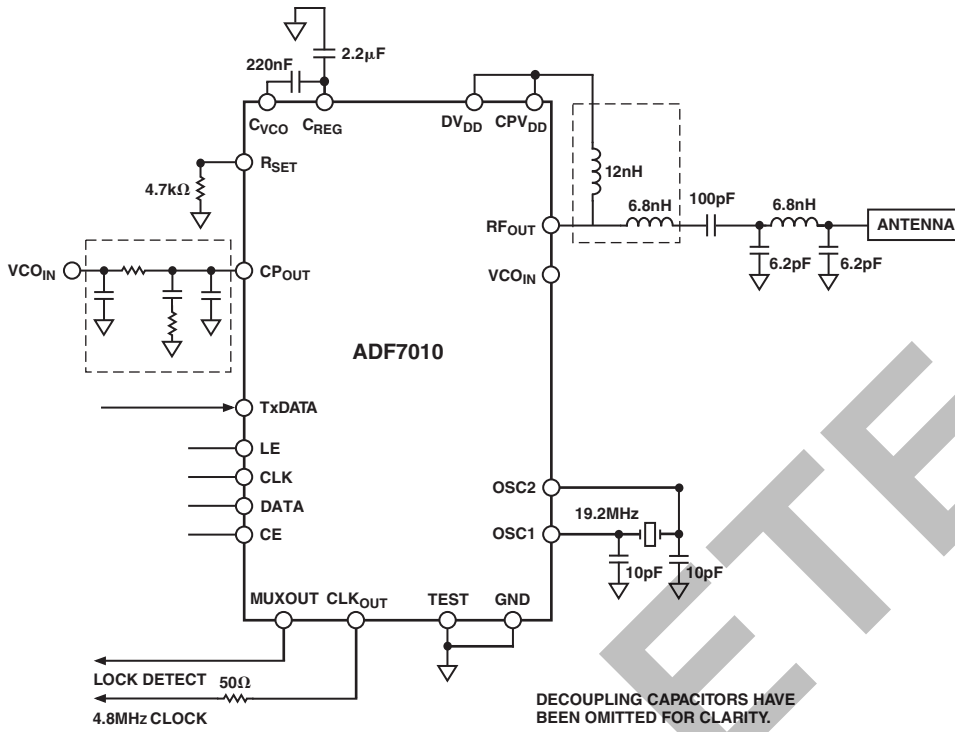 2.2μF
220nF
CVCO
CREG
DVDD
CPVDD
RSET
4.7kΩ
12nH
6.8nH
100pF
6.8nH
RFOUT
ANTENNA
6.2pF
6.2pF
VCOIN
CPOUT
VCOIN
ADF7010
TxDATA
LE
CLK
DATA
CE
OSC2
19.2MHz
OSC1
10pF
10pF
MUXOUT
CLKOUT
TEST
GND
LOCK DETECT
50Ω
4.8MHz CLOCK
DECOUPLING CAPACITORS HAVE
BEEN OMITTED FOR CLARITY.
ETE